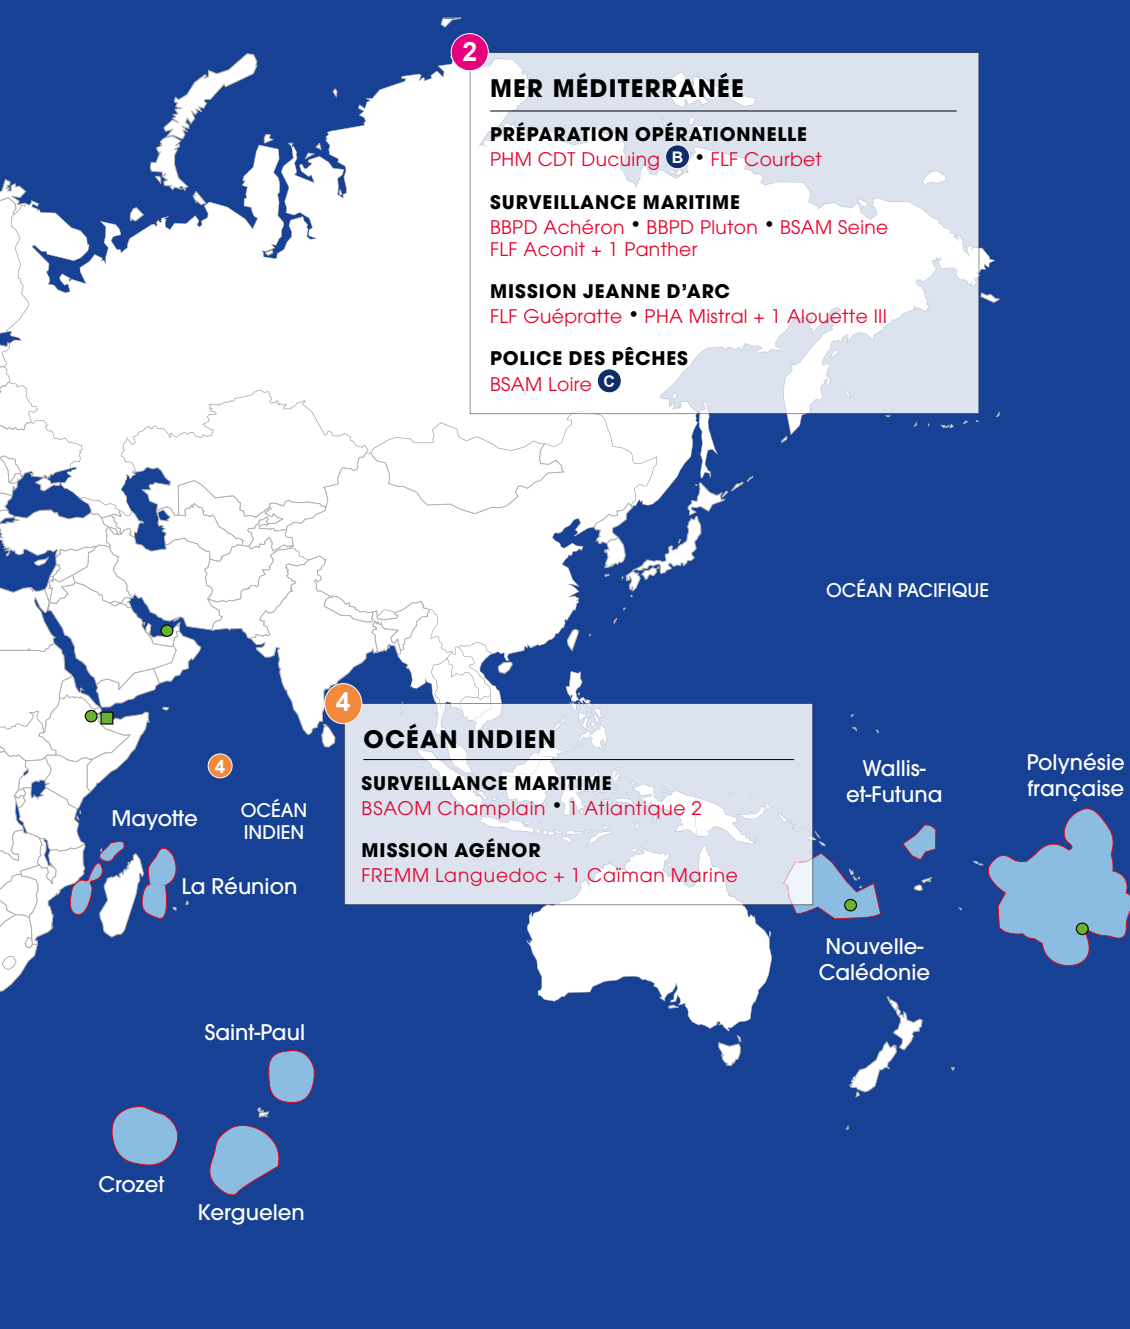 2
MER MÉDITERRANÉE
PRÉPARATION OPÉRATIONNELLE
PHM CDT Ducuing B • FLF Courbet
SURVEILLANCE MARITIME
BBPD Achéron • BBPD Pluton • BSAM Seine
FLF Aconit + 1 Panther
MISSION JEANNE D’ARC
FLF Guépratte • PHA Mistral + 1 Alouette III
POLICE DES PÊCHES
BSAM Loire C
OCÉAN PACIFIQUE
4
OCÉAN INDIEN
SURVEILLANCE MARITIME
BSAOM Champlain • 1 Atlantique 2
MISSION AGÉNOR
FREMM Languedoc + 1 Caïman Marine
4
OCÉAN
INDIEN
Mayotte
La Réunion
Wallis-
et-Futuna
Polynésie
française
Nouvelle-
Calédonie
Saint-Paul
Crozet
Kerguelen